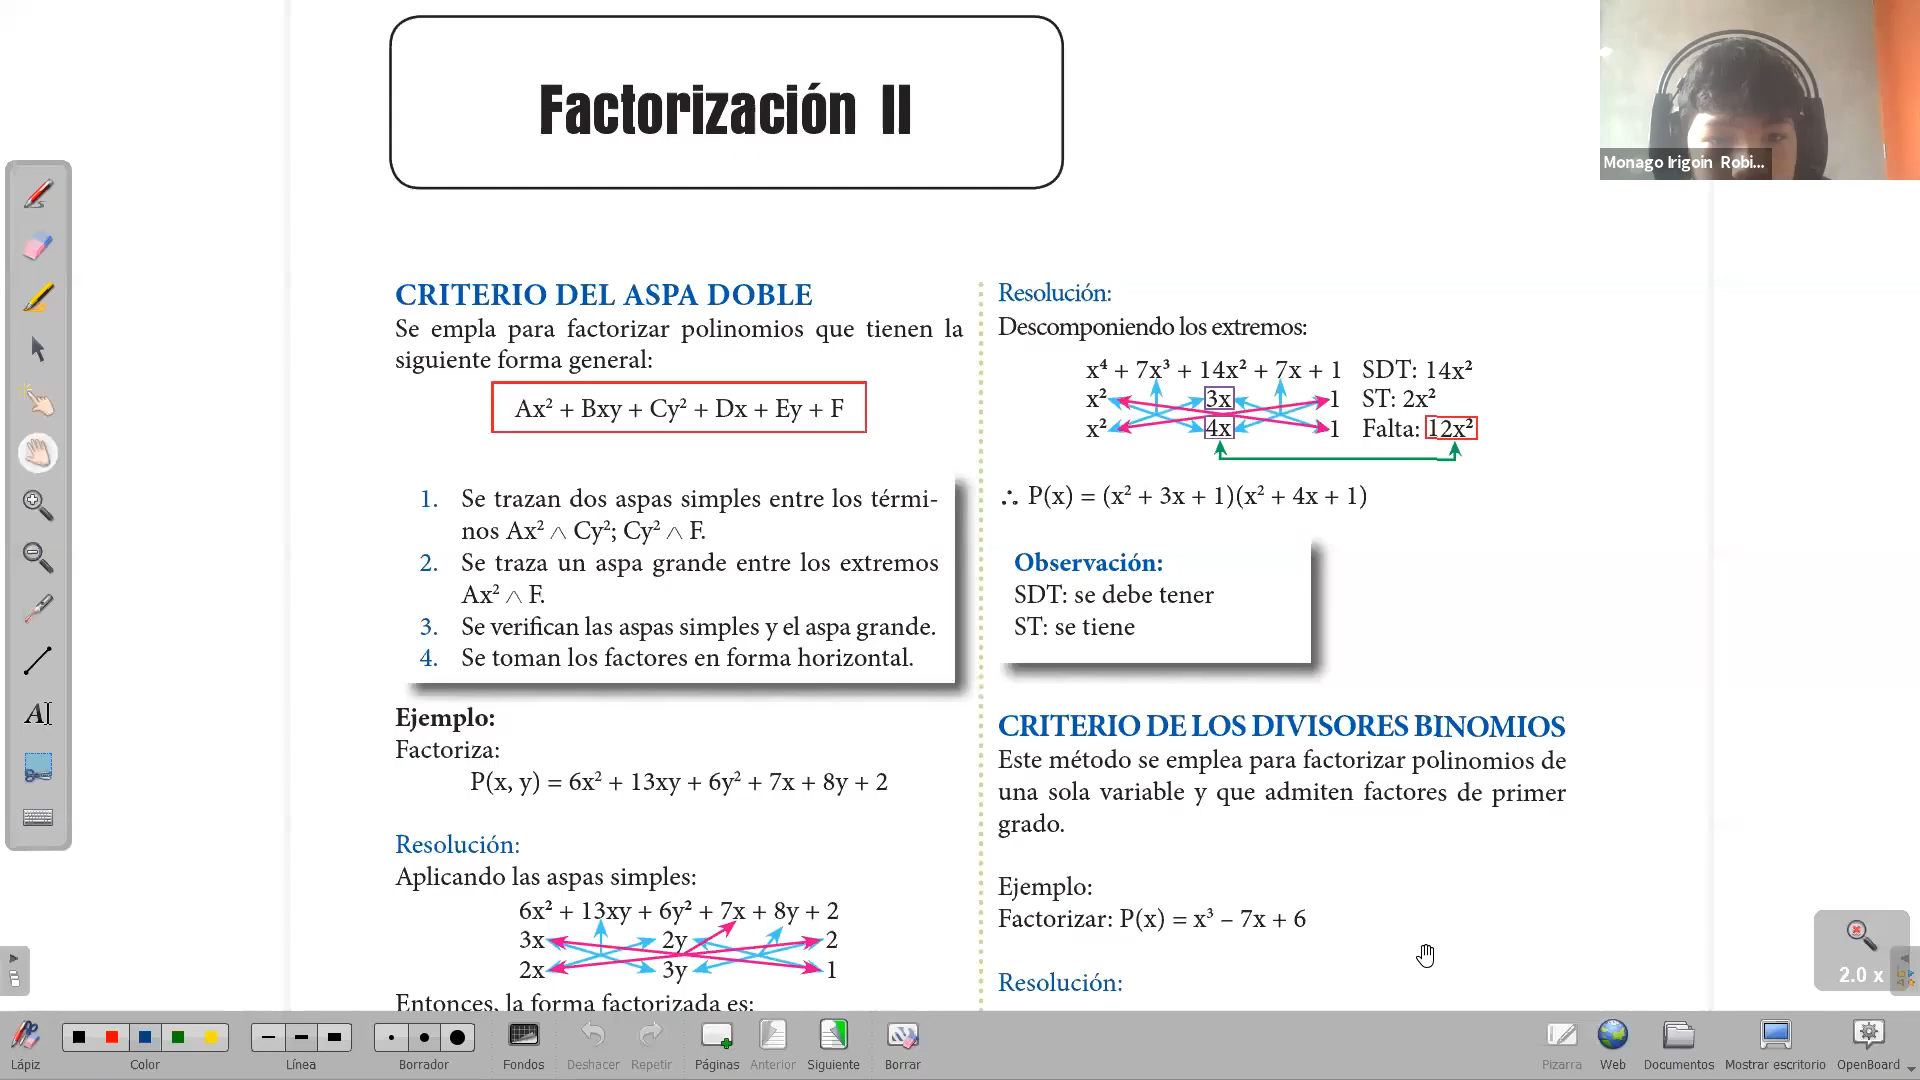 Factorización II
Monago Irigoin Robi...
CRITERIO DEL ASPA DOBLE
Se empla para factorizar polinomios que tienen la
siguiente forma general:
Ax² + Bxy + Cy² + Dx + Ey + F
1. Se trazan dos aspas simples entre los térmi-
nos Ax² ∧ Cy²; Cy² ∧ F.
2. Se traza un aspa grande entre los extremos
Ax² ∧ F.
3. Se verifican las aspas simples y el aspa grande.
4. Se toman los factores en forma horizontal.
Ejemplo:
Factoriza:
P(x, y) = 6x² + 13xy + 6y² + 7x + 8y + 2
Resolución:
Aplicando las aspas simples:
6x² + 13xy + 6y² + 7x + 8y + 2
3x 2y 2
2x 3y 1
Entonces, la forma factorizada es:
Resolución:
Descomponiendo los extremos:
x⁴ + 7x³ + 14x² + 7x + 1 SDT: 14x²
x² 3x 1 ST: 2x²
x² 4x 1 Falta: 12x²
∴ P(x) = (x² + 3x + 1)(x² + 4x + 1)
Observación:
SDT: se debe tener
ST: se tiene
CRITERIO DE LOS DIVISORES BINOMIOS
Este método se emplea para factorizar polinomios de
una sola variable y que admiten factores de primer
grado.
Ejemplo:
Factorizar: P(x) = x³ – 7x + 6
Resolución:
2.0 x
Lápiz Color Línea Borrador Fondos Deshacer Repetir Páginas Anterior Siguiente Borrar Pizarra Web Documentos Mostrar escritorio OpenBoard